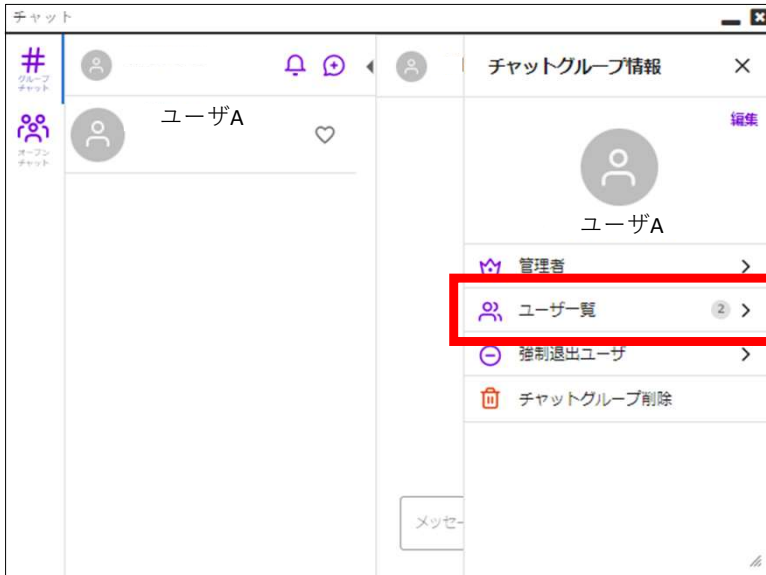 チャット
グループ
チャット
オープン
チャット
ユーザA
チャットグループ情報
編集
ユーザA
管理者
ユーザ一覧
2
強制退出ユーザ
チャットグループ削除
メッセー